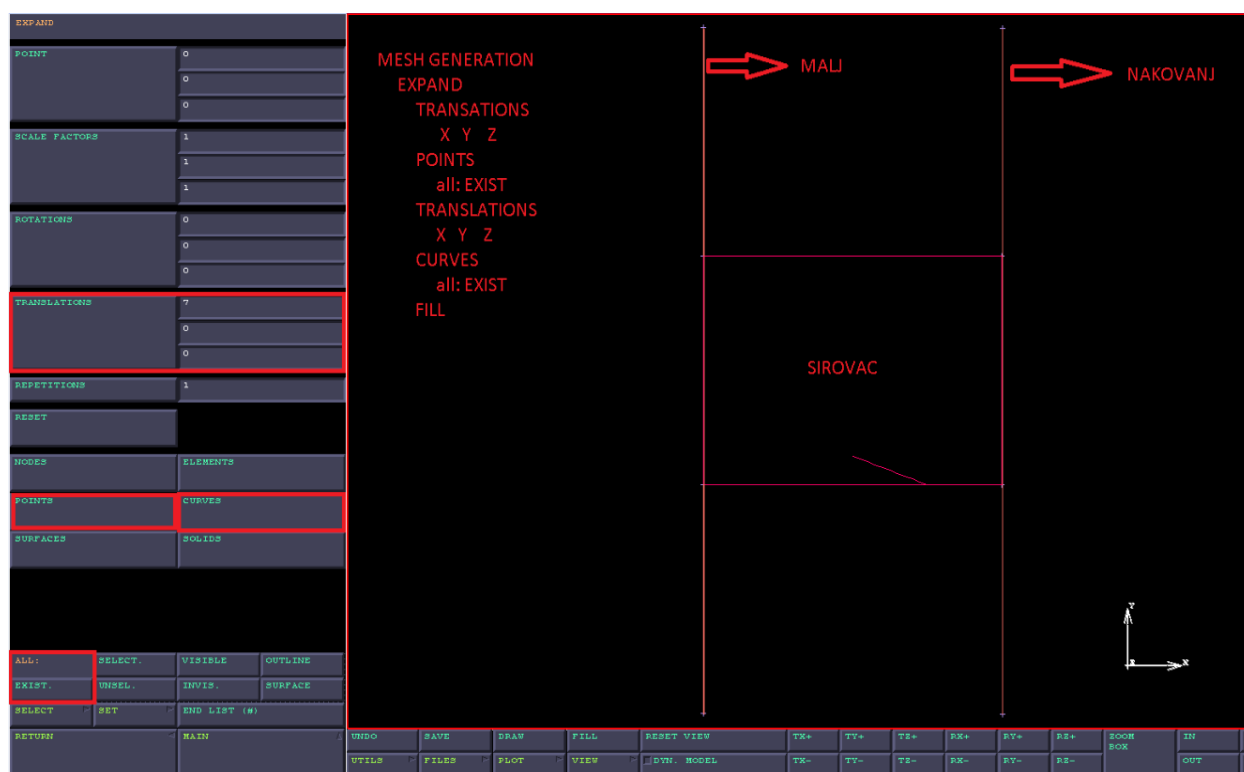 EXPAND
POINT 0
0
0
SCALE FACTORS 1
1
1
ROTATIONS 0
0
0
TRANSLATIONS 7
0
0
REPETITIONS 1
RESET
NODES ELEMENTS
POINTS CURVES
SURFACES SOLIDS
ALL: SELECT. VISIBLE OUTLINE
EXIST. UNSEL. INVIS. SURFACE
SELECT SET END LIST (#)
RETURN MAIN
MESH GENERATION
EXPAND
TRANSATIONS
X Y Z
POINTS
all: EXIST
TRANSLATIONS
X Y Z
CURVES
all: EXIST
FILL
MALJ
NAKOVANJ
SIROVAC
Y
Z X
UNDO SAVE DRAW FILL RESET VIEW TX+ TY+ TZ+ RX+ RY+ RZ+ ZOOM BOX IN
UTILS FILES PLOT VIEW DYN. MODEL TX- TY- TZ- RX- RY- RZ- OUT